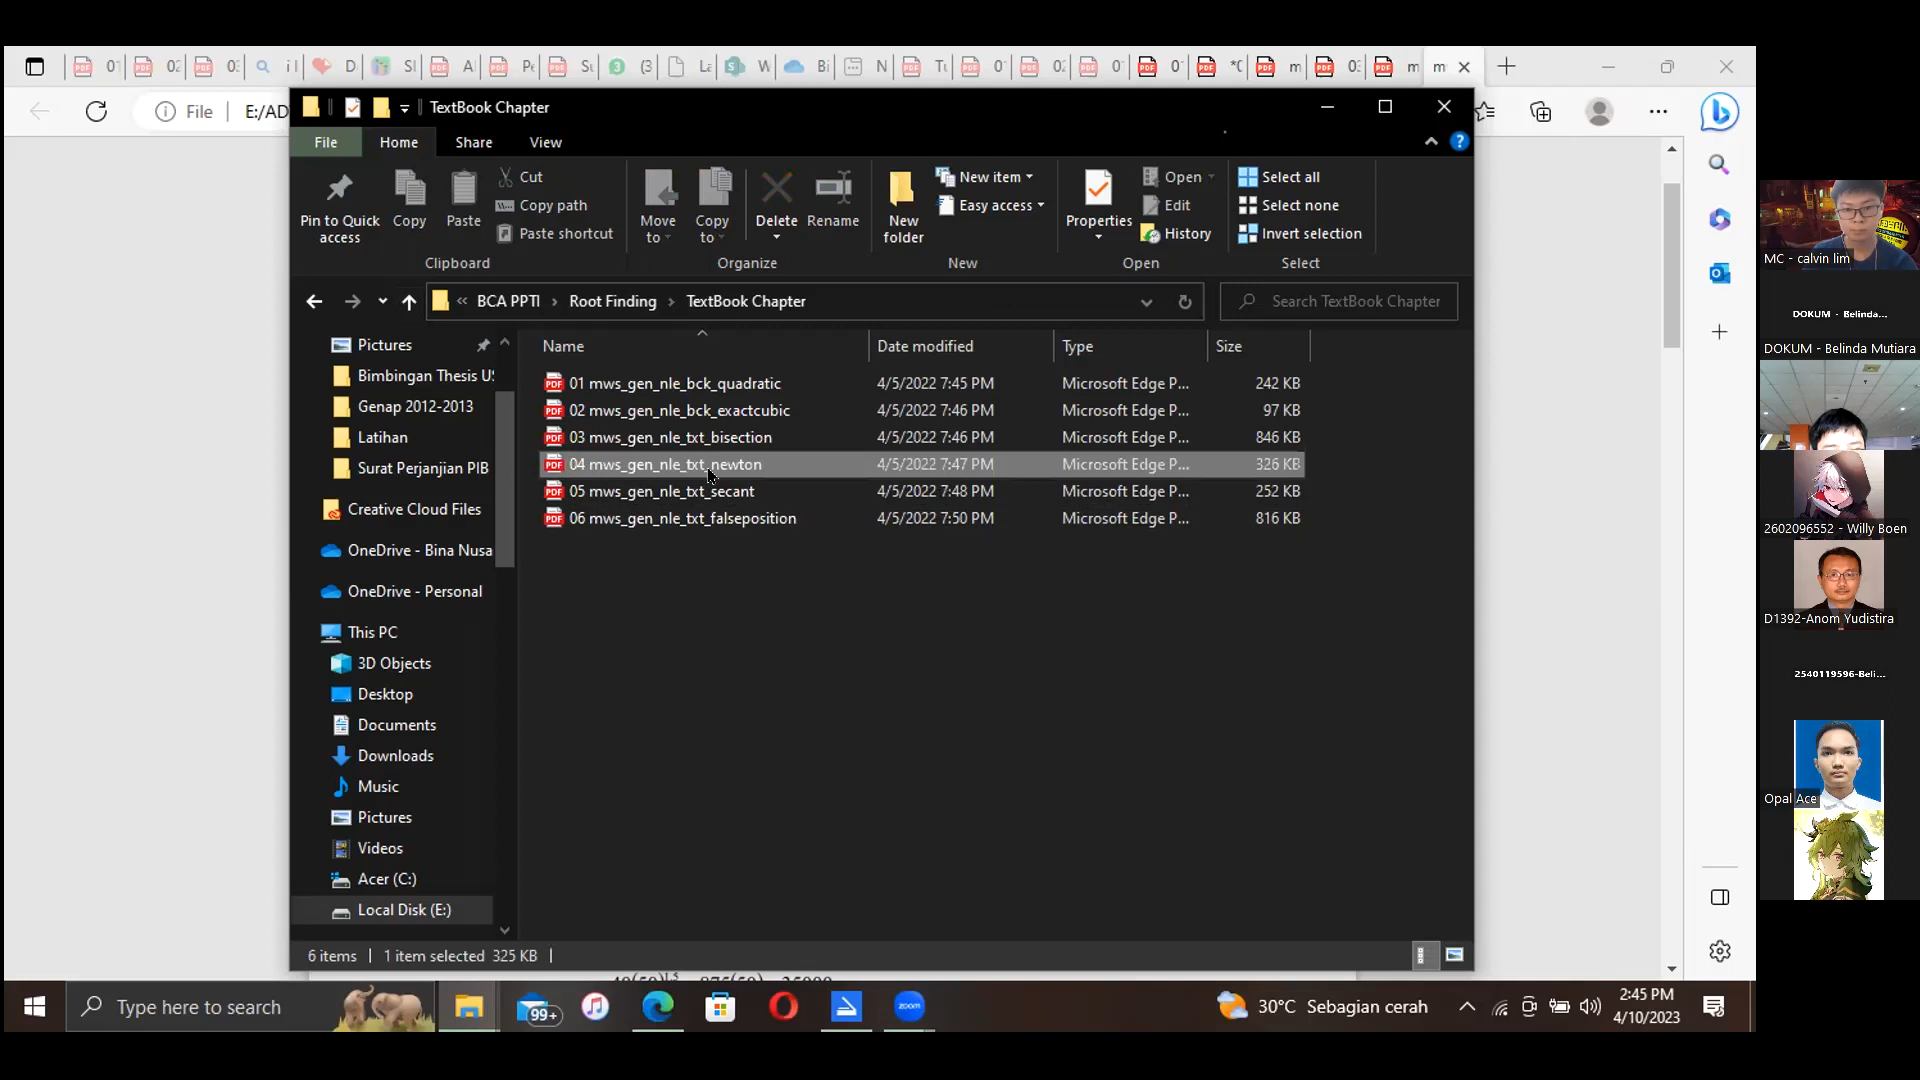 File
E:/AD
TextBook Chapter
File Home Share View
Pin to Quick access
Copy
Paste
Cut
Copy path
Paste shortcut
Clipboard
Move to
Copy to
Delete
Rename
Organize
New folder
New item
Easy access
New
Properties
Open
Edit
History
Open
Select all
Select none
Invert selection
Select
BCA PPTI Root Finding TextBook Chapter
Search TextBook Chapter
Pictures
Bimbingan Thesis
Genap 2012-2013
Latihan
Surat Perjanjian PIB
Creative Cloud Files
OneDrive - Bina Nusa
OneDrive - Personal
This PC
3D Objects
Desktop
Documents
Downloads
Music
Pictures
Videos
Acer (C:)
Local Disk (E:)
Name Date modified Type Size
01 mws_gen_nle_bck_quadratic 4/5/2022 7:45 PM Microsoft Edge P... 242 KB
02 mws_gen_nle_bck_exactcubic 4/5/2022 7:46 PM Microsoft Edge P... 97 KB
03 mws_gen_nle_txt_bisection 4/5/2022 7:46 PM Microsoft Edge P... 846 KB
04 mws_gen_nle_txt_newton 4/5/2022 7:47 PM Microsoft Edge P... 326 KB
05 mws_gen_nle_txt_secant 4/5/2022 7:48 PM Microsoft Edge P... 252 KB
06 mws_gen_nle_txt_falseposition 4/5/2022 7:50 PM Microsoft Edge P... 816 KB
6 items 1 item selected 325 KB
Type here to search
99+
zoom
30°C Sebagian cerah
2:45 PM
4/10/2023
MC - calvin lim
DOKUM - Belinda...
DOKUM - Belinda Mutiara
2602096552 - Willy Boen
D1392-Anom Yudistira
2540119596-Beli...
Opal Ace